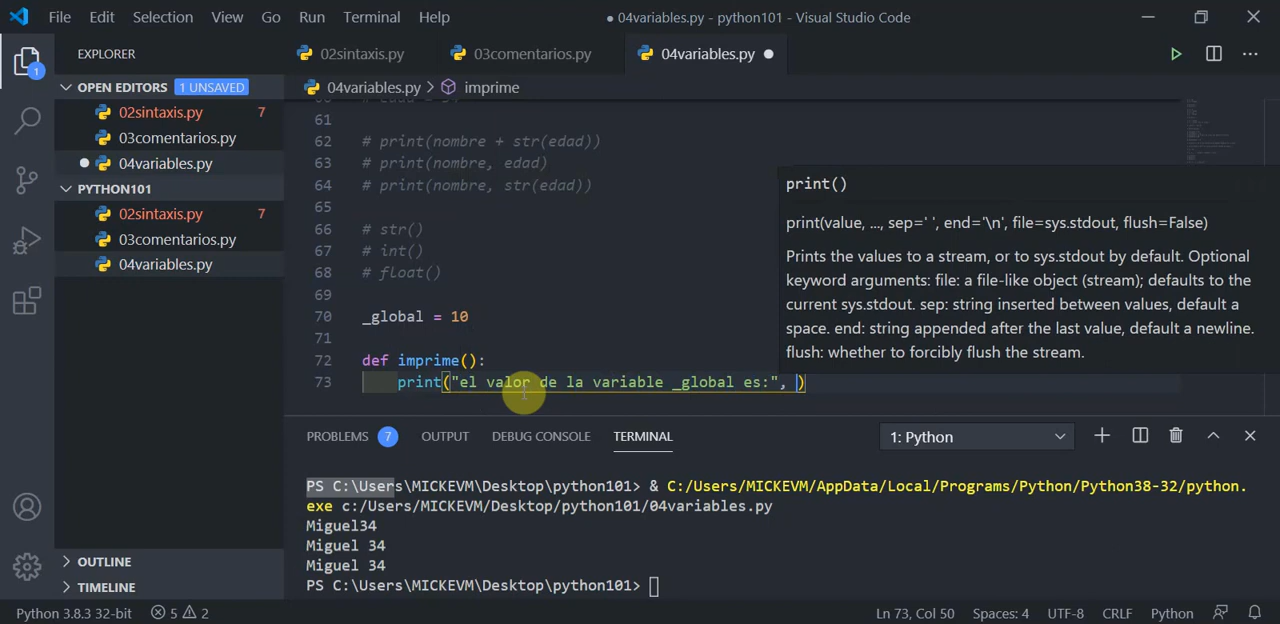 File Edit Selection View Go Run Terminal Help
● 04variables.py - python101 - Visual Studio Code
EXPLORER
OPEN EDITORS 1 UNSAVED
02sintaxis.py 7
03comentarios.py
04variables.py
PYTHON101
02sintaxis.py 7
03comentarios.py
04variables.py
OUTLINE
TIMELINE
1
02sintaxis.py 03comentarios.py 04variables.py ●
04variables.py > imprime
61
62 # print(nombre + str(edad))
63 # print(nombre, edad)
64 # print(nombre, str(edad))
65
66 # str()
67 # int()
68 # float()
69
70 _global = 10
71
72 def imprime():
73 print("el valor de la variable _global es:", )
print()
print(value, ..., sep=' ', end='\n', file=sys.stdout, flush=False)
Prints the values to a stream, or to sys.stdout by default. Optional
keyword arguments: file: a file-like object (stream); defaults to the
current sys.stdout. sep: string inserted between values, default a
space. end: string appended after the last value, default a newline.
flush: whether to forcibly flush the stream.
PROBLEMS 7 OUTPUT DEBUG CONSOLE TERMINAL 1: Python
PS C:\Users\MICKEVM\Desktop\python101> & C:/Users/MICKEVM/AppData/Local/Programs/Python/Python38-32/python.
exe c:/Users/MICKEVM/Desktop/python101/04variables.py
Miguel34
Miguel 34
Miguel 34
PS C:\Users\MICKEVM\Desktop\python101>
Python 3.8.3 32-bit 5 2 Ln 73, Col 50 Spaces: 4 UTF-8 CRLF Python